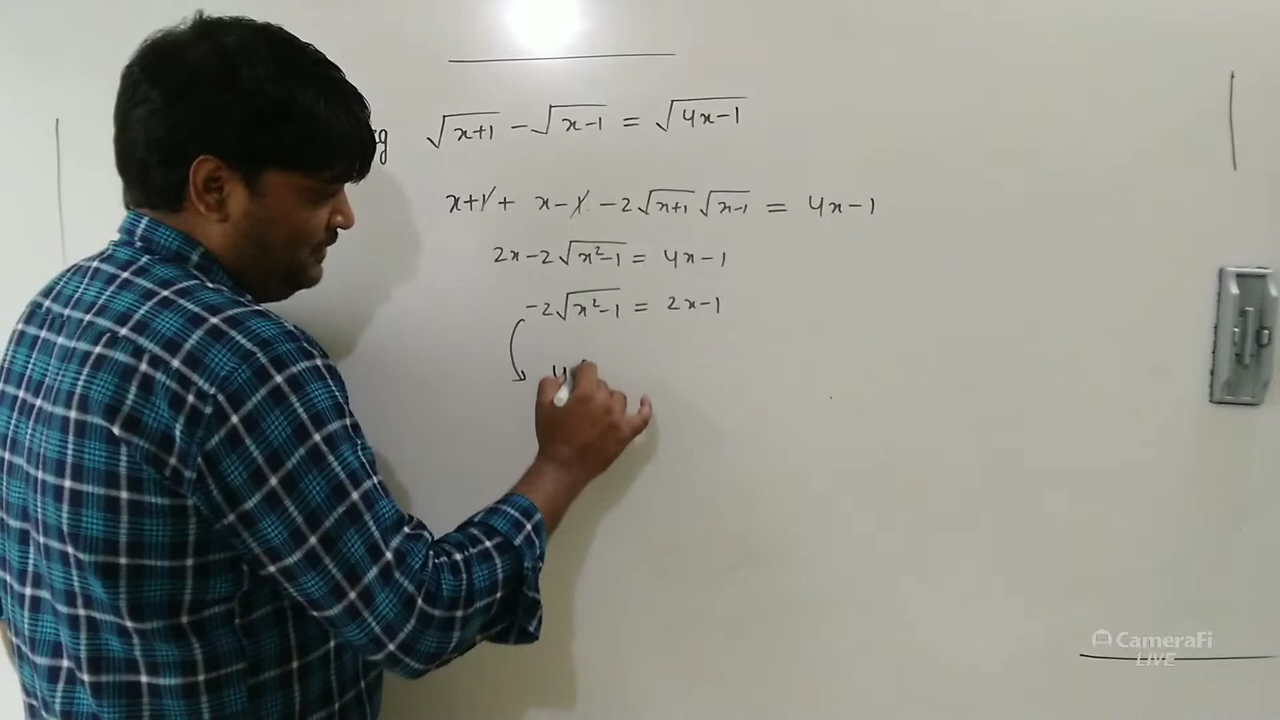 √(x+1) - √(x-1) = √(4x-1)
x+1 + x-1 -2√(x+1) √(x-1) = 4x-1
2x-2√(x²-1) = 4x-1
-2√(x²-1) = 2x-1
4
CameraFi
LIVE